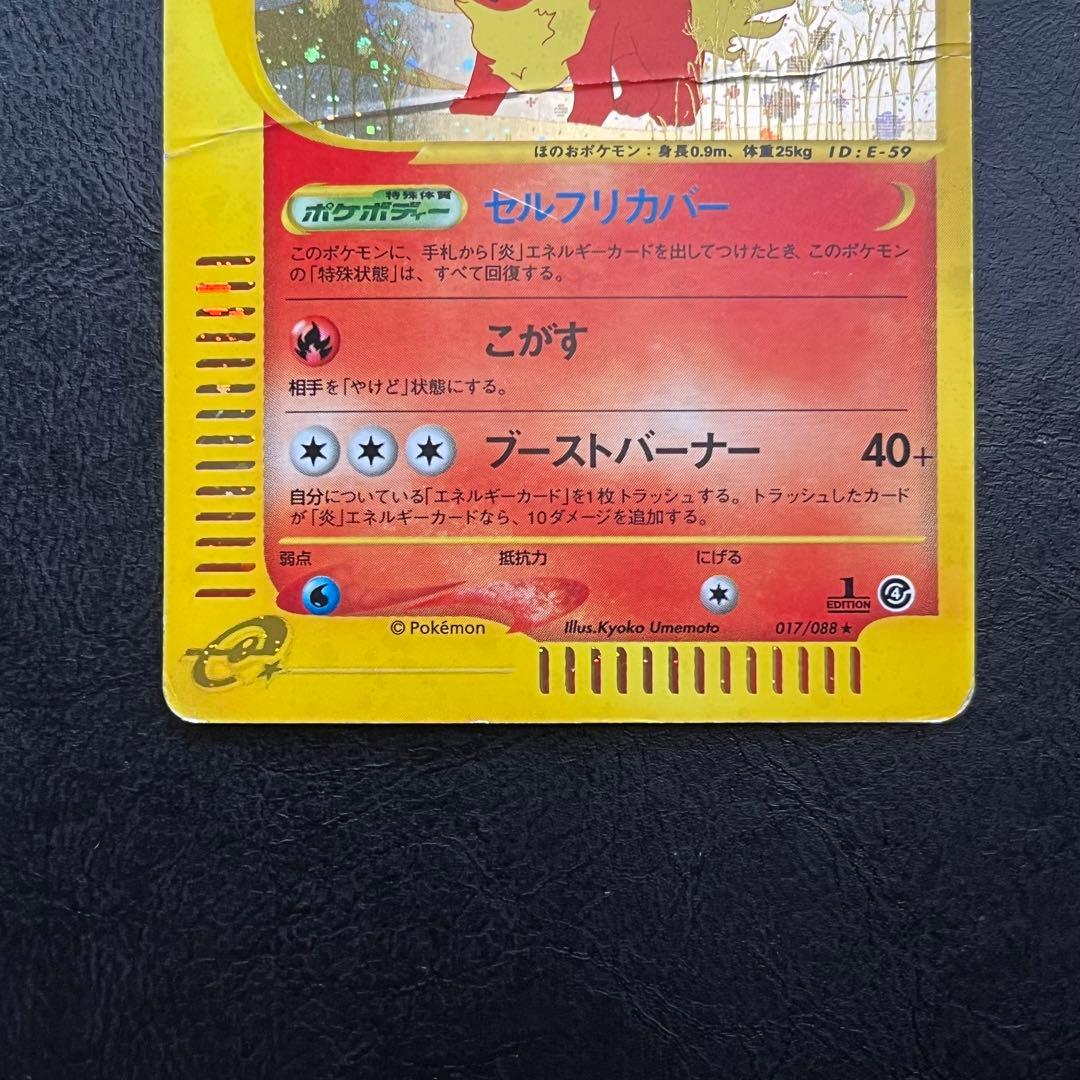 ほのおポケモン：身長0.9m、体重25kg ID:E-59
特殊体質
ポケボディー セルフリカバー
このポケモンに、手札から「炎」エネルギーカードを出してつけたとき、このポケモン
の「特殊状態」は、すべて回復する。
こがす
相手を「やけど」状態にする。
ブーストバーナー 40+
自分についている「エネルギーカード」を1枚トラッシュする。トラッシュしたカード
が「炎」エネルギーカードなら、10ダメージを追加する。
弱点 抵抗力 にげる
1
EDITION
4
© Pokémon Illus.Kyoko Umemoto 017/088★
e